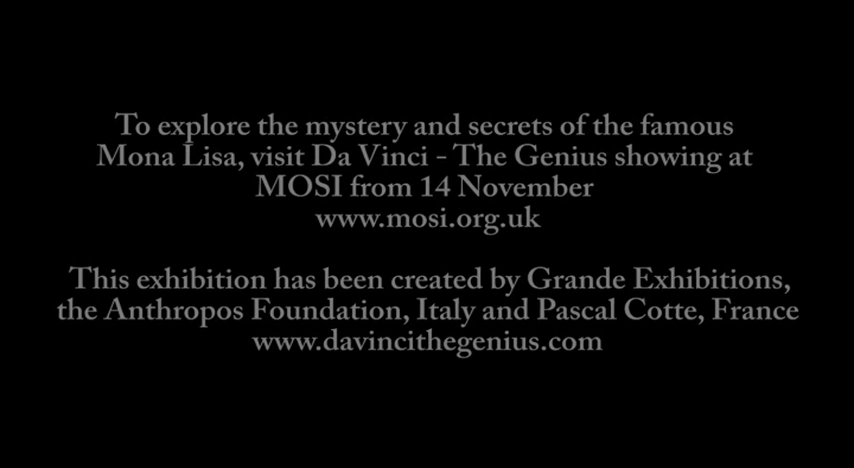 To explore the mystery and secrets of the famous
Mona Lisa, visit Da Vinci - The Genius showing at
MOSI from 14 November
www.mosi.org.uk
This exhibition has been created by Grande Exhibitions,
the Anthropos Foundation, Italy and Pascal Cotte, France
www.davincithegenius.com